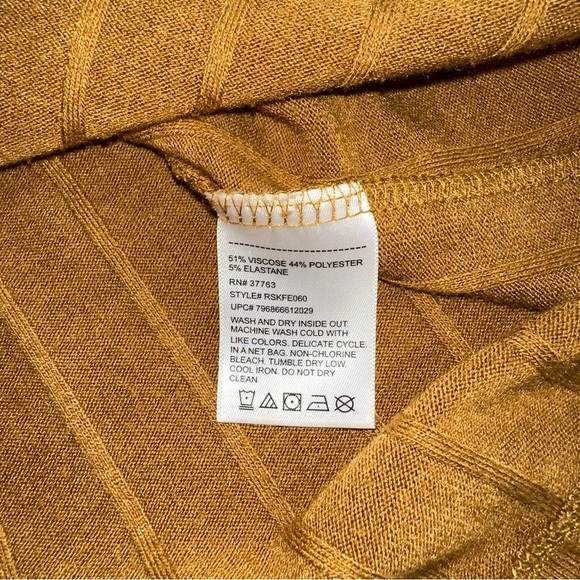 51% VISCOSE 44% POLYESTER
5% ELASTANE
RN# 37763
STYLE# RSKFE060
UPC# 796866612029
WASH AND DRY INSIDE OUT.
MACHINE WASH COLD WITH
LIKE COLORS. DELICATE CYCLE.
IN A NET BAG. NON-CHLORINE
BLEACH. TUMBLE DRY LOW.
COOL IRON. DO NOT DRY
CLEAN.